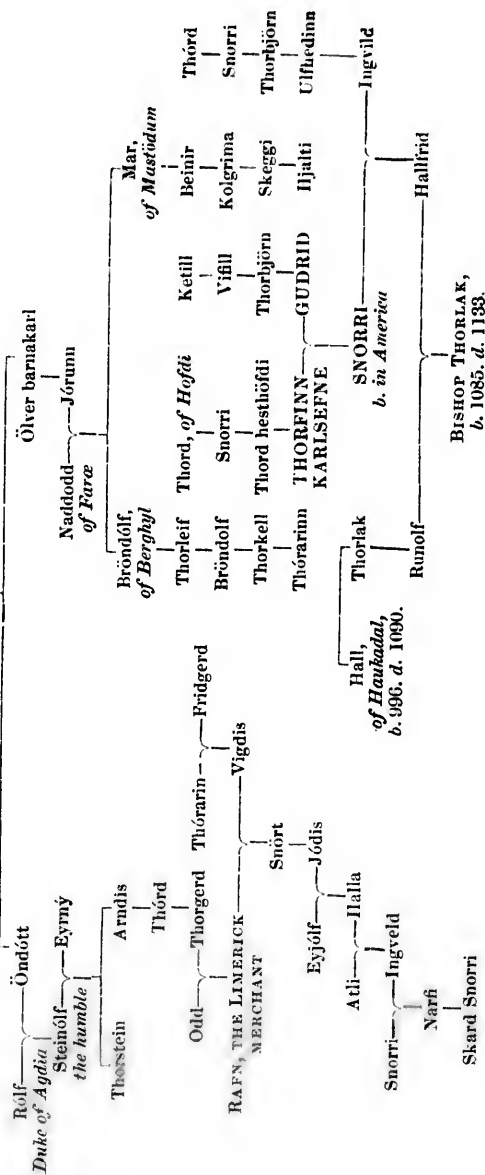 Ölver barnakarl
Rólf Öndótt
Duke of Agdia
Naddodd Jórunn
of Faræ
Steinólf Eyrný
the humble
Thorstein Arndis
Thórd
Odd Thorgerd Thórarin Fridgerd
RAFN, THE LIMERICK Vigdis
MERCHANT
Snört
Eyjólf Jódis
Atli Halla
Snorri Ingveld
Narfi
Skard Snorri
Bröndólf,
of Berghyl
Thorleif
Bröndolf
Thorkell
Thórarinn
Hall,
of Haukadal,
b. 996. d. 1090.
Thorlak
Runolf
Thord, of Hofdi
Snorri
Thord hesthöfdi
THORFINN GUDRID
KARLSEFNE
Ketill
Vifill
Thorbjörn
Mar,
of Mastödum
Beinir
Kolgrima
Skeggi
Hjalti
Thórd
Snorri
Thorbjörn
Ulfhedinn
SNORRI Ingvild
b. in America
Hallfrid
BISHOP THORLAK,
b. 1085. d. 1133.